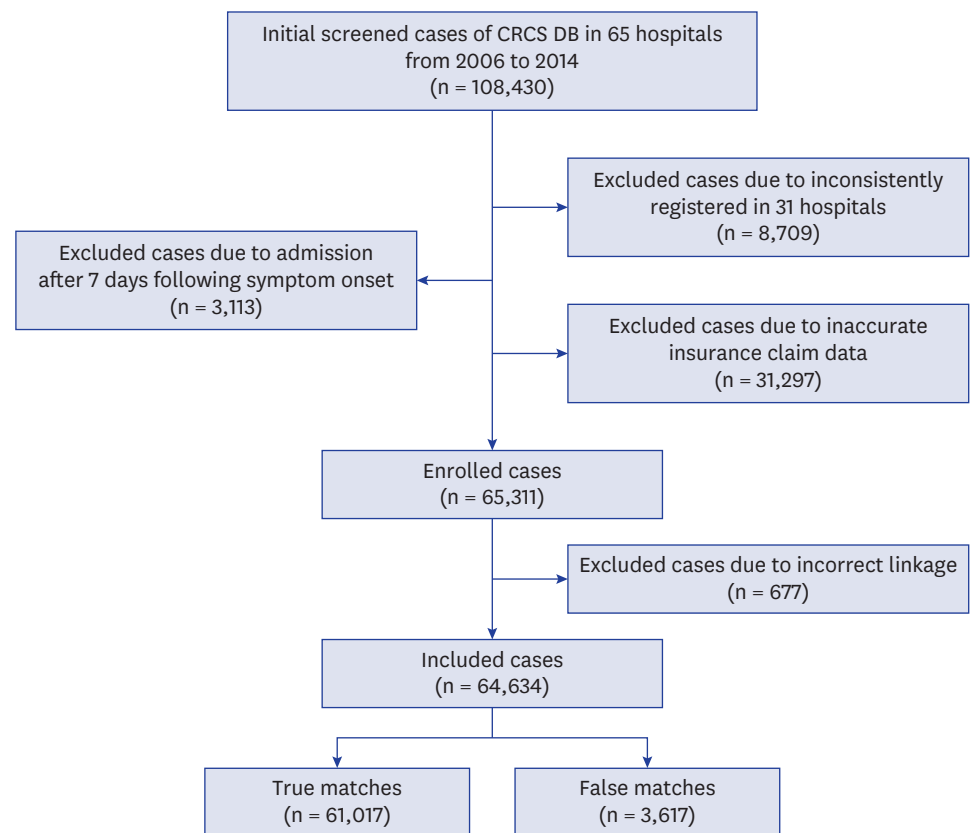 Initial screened cases of CRCS DB in 65 hospitals
from 2006 to 2014
(n = 108,430)
Excluded cases due to inconsistently
registered in 31 hospitals
(n = 8,709)
Excluded cases due to admission
after 7 days following symptom onset
(n = 3,113)
Excluded cases due to inaccurate
insurance claim data
(n = 31,297)
Enrolled cases
(n = 65,311)
Excluded cases due to incorrect linkage
(n = 677)
Included cases
(n = 64,634)
True matches
(n = 61,017)
False matches
(n = 3,617)